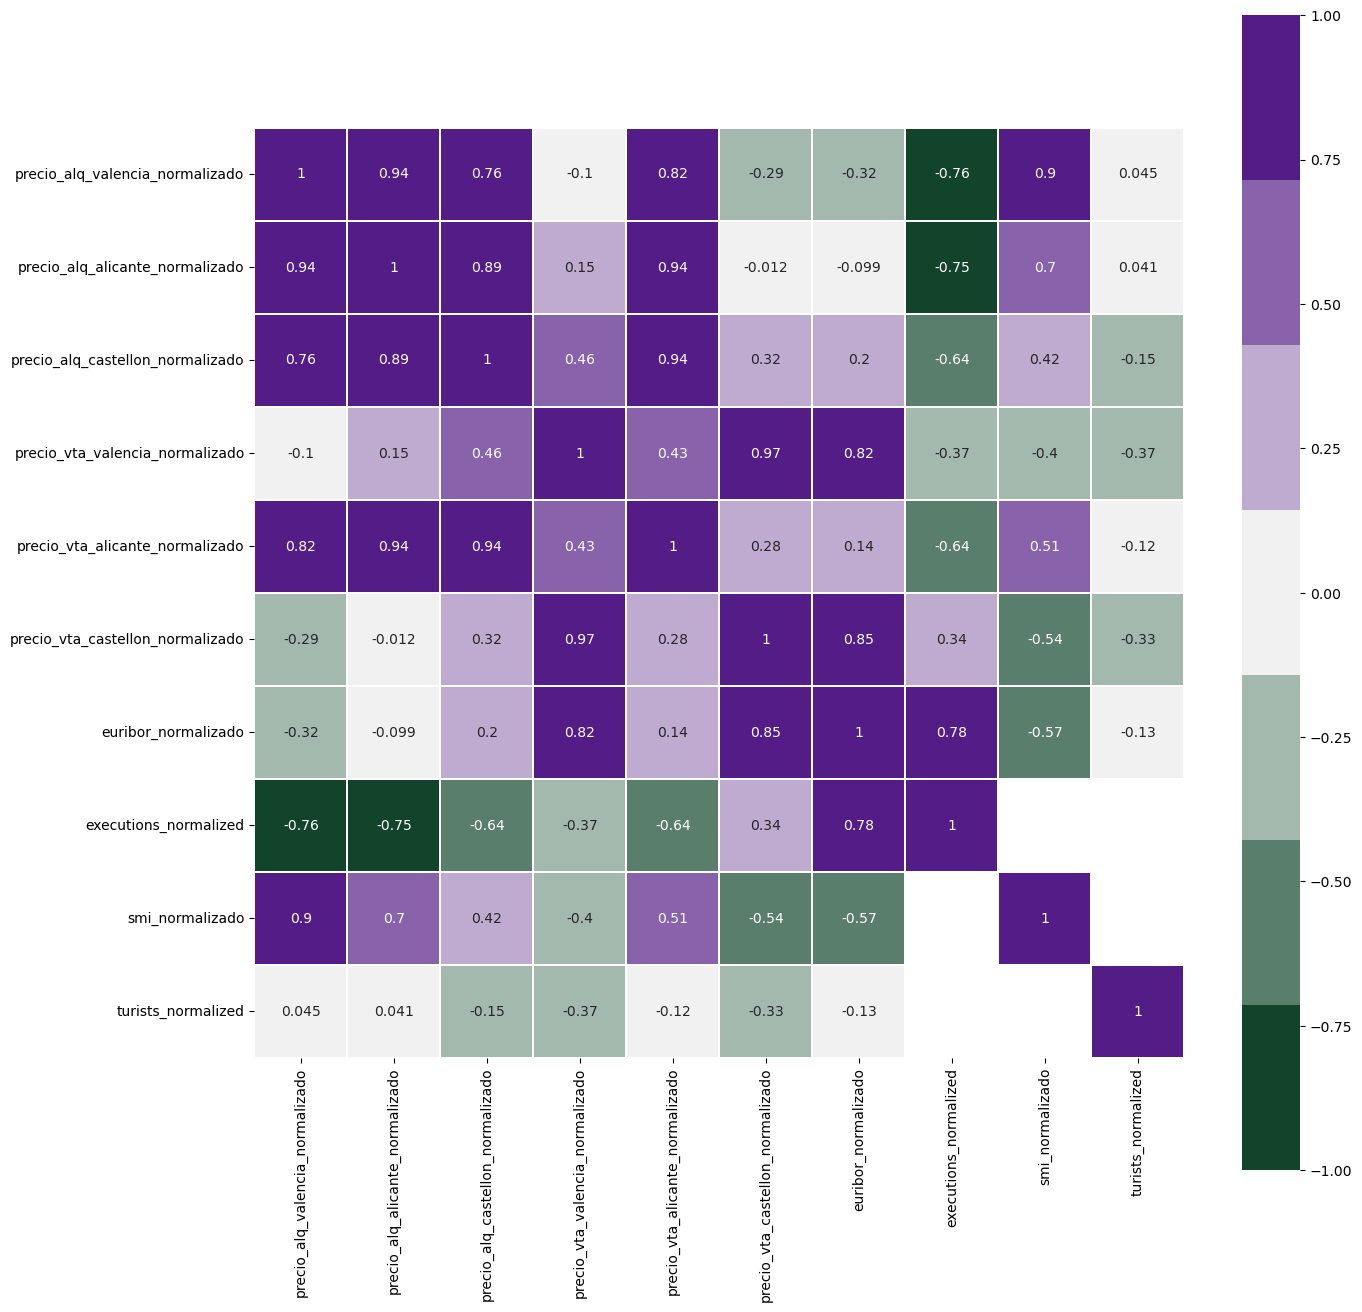 1.00
precio_alq_valencia_normalizado 1 0.94 0.76 -0.1 0.82 -0.29 -0.32 -0.76 0.9 0.045
0.75
precio_alq_alicante_normalizado 0.94 1 0.89 0.15 0.94 -0.012 -0.099 -0.75 0.7 0.041
0.50
precio_alq_castellon_normalizado 0.76 0.89 1 0.46 0.94 0.32 0.2 -0.64 0.42 -0.15
0.25
precio_vta_valencia_normalizado -0.1 0.15 0.46 1 0.43 0.97 0.82 -0.37 -0.4 -0.37
precio_vta_alicante_normalizado 0.82 0.94 0.94 0.43 1 0.28 0.14 -0.64 0.51 -0.12
0.00
precio_vta_castellon_normalizado -0.29 -0.012 0.32 0.97 0.28 1 0.85 0.34 -0.54 -0.33
euribor_normalizado -0.32 -0.099 0.2 0.82 0.14 0.85 1 0.78 -0.57 -0.13
−0.25
executions_normalized -0.76 -0.75 -0.64 -0.37 -0.64 0.34 0.78 1
−0.50
smi_normalizado 0.9 0.7 0.42 -0.4 0.51 -0.54 -0.57 1
turists_normalized 0.045 0.041 -0.15 -0.37 -0.12 -0.33 -0.13 1
−0.75
−1.00
precio_alq_valencia_normalizado
precio_alq_alicante_normalizado
precio_alq_castellon_normalizado
precio_vta_valencia_normalizado
precio_vta_alicante_normalizado
precio_vta_castellon_normalizado
euribor_normalizado
executions_normalized
smi_normalizado
turists_normalized